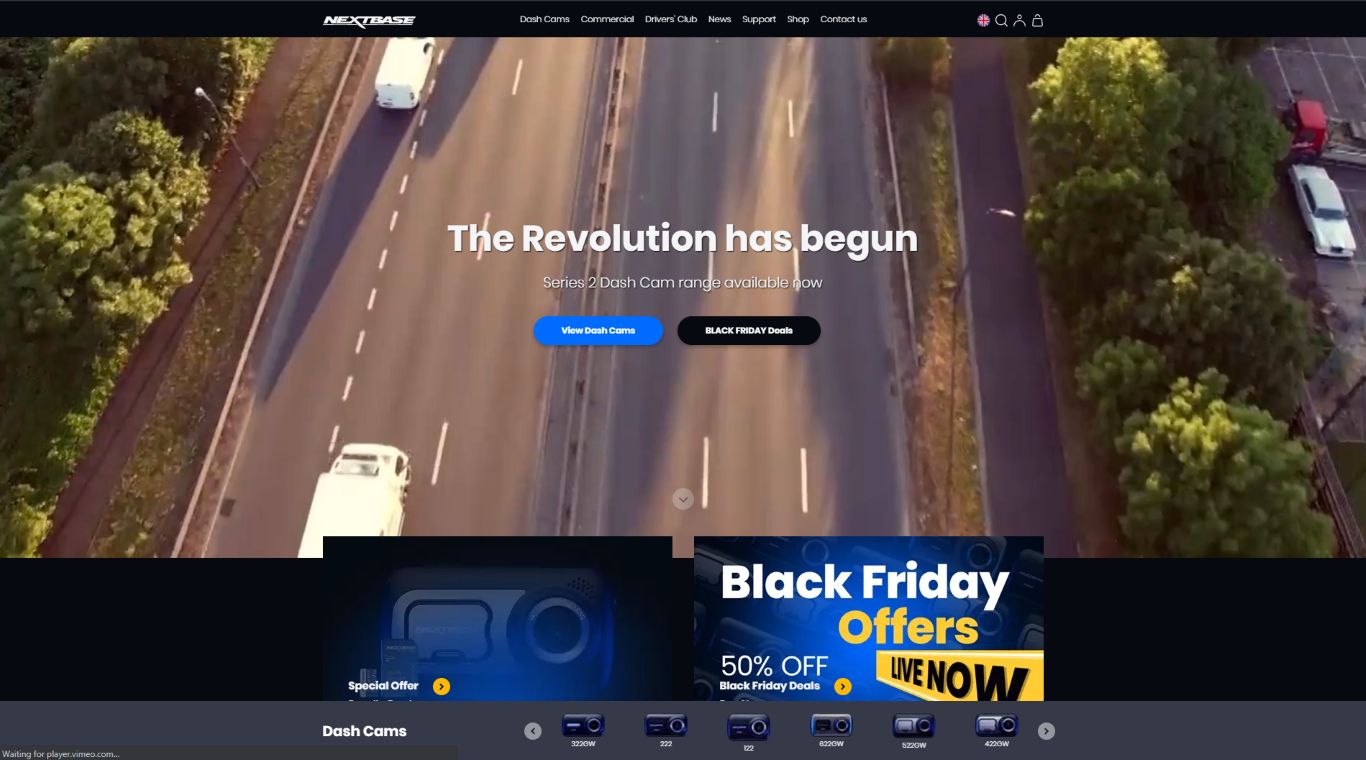 NEXTBASE
Dash Cams Commercial Drivers' Club News Support Shop Contact us
The Revolution has begun
Series 2 Dash Cam range available now
View Dash Cams BLACK FRIDAY Deals
Black Friday
Offers
50% OFF
LIVE NOW
Special Offer
Black Friday Deals
Dash Cams
322GW 222 122 622GW 522GW 422GW
Waiting for player.vimeo.com...